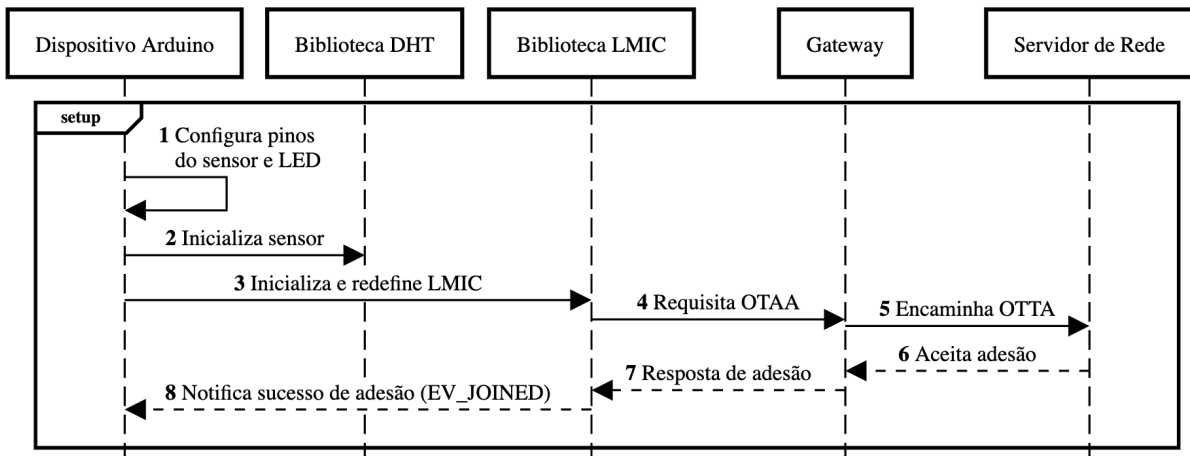 Dispositivo Arduino
Biblioteca DHT
Biblioteca LMIC
Gateway
Servidor de Rede
setup
1 Configura pinos
do sensor e LED
2 Inicializa sensor
3 Inicializa e redefine LMIC
4 Requisita OTAA
5 Encaminha OTTA
6 Aceita adesão
7 Resposta de adesão
8 Notifica sucesso de adesão (EV_JOINED)